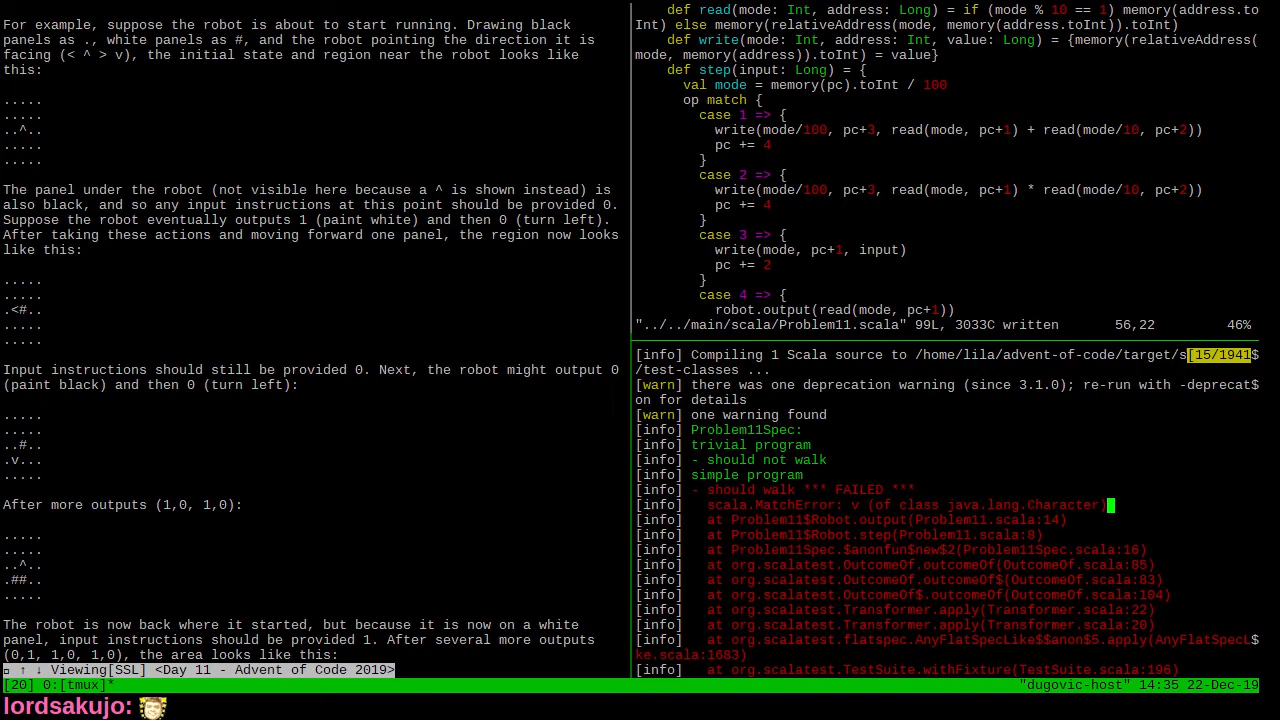 For example, suppose the robot is about to start running. Drawing black
panels as ., white panels as #, and the robot pointing the direction it is
facing (< ^ > v), the initial state and region near the robot looks like
this:
.....
.....
..^..
.....
.....
The panel under the robot (not visible here because a ^ is shown instead) is
also black, and so any input instructions at this point should be provided 0.
Suppose the robot eventually outputs 1 (paint white) and then 0 (turn left).
After taking these actions and moving forward one panel, the region now looks
like this:
.....
.....
.<#..
.....
.....
Input instructions should still be provided 0. Next, the robot might output 0
(paint black) and then 0 (turn left):
.....
.....
..#..
.v...
.....
After more outputs (1,0, 1,0):
.....
.....
..^..
.##..
.....
The robot is now back where it started, but because it is now on a white
panel, input instructions should be provided 1. After several more outputs
(0,1, 1,0, 1,0), the area looks like this:
↑ ↓ Viewing[SSL] <Day 11 - Advent of Code 2019>
def read(mode: Int, address: Long) = if (mode % 10 == 1) memory(address.to
Int) else memory(relativeAddress(mode, memory(address.toInt)).toInt)
def write(mode: Int, address: Int, value: Long) = {memory(relativeAddress(
mode, memory(address)).toInt) = value}
def step(input: Long) = {
val mode = memory(pc).toInt / 100
op match {
case 1 => {
write(mode/100, pc+3, read(mode, pc+1) + read(mode/10, pc+2))
pc += 4
}
case 2 => {
write(mode/100, pc+3, read(mode, pc+1) * read(mode/10, pc+2))
pc += 4
}
case 3 => {
write(mode, pc+1, input)
pc += 2
}
case 4 => {
robot.output(read(mode, pc+1))
"../../main/scala/Problem11.scala" 99L, 3033C written 56,22 46%
[info] Compiling 1 Scala source to /home/lila/advent-of-code/target/s[15/1941$
/test-classes ...
[warn] there was one deprecation warning (since 3.1.0); re-run with -deprecat$
on for details
[warn] one warning found
[info] Problem11Spec:
[info] trivial program
[info] - should not walk
[info] simple program
[info] - should walk *** FAILED ***
[info] scala.MatchError: v (of class java.lang.Character)
[info] at Problem11$Robot.output(Problem11.scala:14)
[info] at Problem11$Robot.step(Problem11.scala:8)
[info] at Problem11Spec.$anonfun$new$2(Problem11Spec.scala:16)
[info] at org.scalatest.OutcomeOf.outcomeOf(OutcomeOf.scala:85)
[info] at org.scalatest.OutcomeOf.outcomeOf$(OutcomeOf.scala:83)
[info] at org.scalatest.OutcomeOf$.outcomeOf(OutcomeOf.scala:104)
[info] at org.scalatest.Transformer.apply(Transformer.scala:22)
[info] at org.scalatest.Transformer.apply(Transformer.scala:20)
[info] at org.scalatest.flatspec.AnyFlatSpecLike$$anon$5.apply(AnyFlatSpecL$
ke.scala:1683)
[info] at org.scalatest.TestSuite.withFixture(TestSuite.scala:196)
[20] 0:[tmux]* "dugovic-host" 14:35 22-Dec-19
lordsakujo: